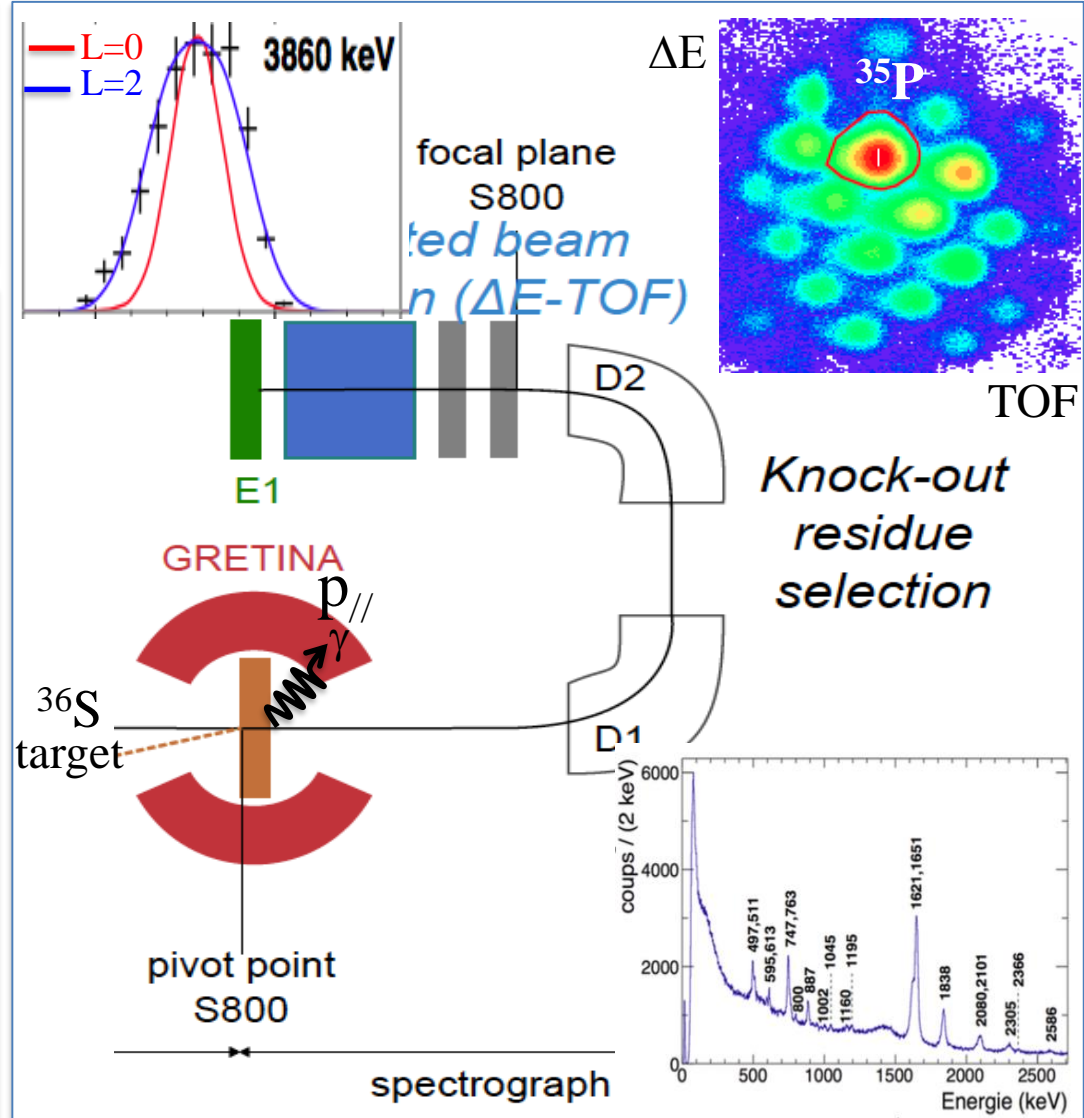 L=0
L=2
3860 keV
ΔE
³⁵P
TOF
focal plane
S800
ted beam
n (ΔE-TOF)
D2
E1
Knock-out
residue
selection
GRETINA
p//
γ
³⁶S
target
D1
pivot point
S800
spectrograph
coups / (2 keV)
6000
4000
2000
0
497,511
595,613
747,763
800
887
1002
1045
1160
1195
1621,1651
1838
2080,2101
2305
2366
2586
0 500 1000 1500 2000 2500
Energie (keV)